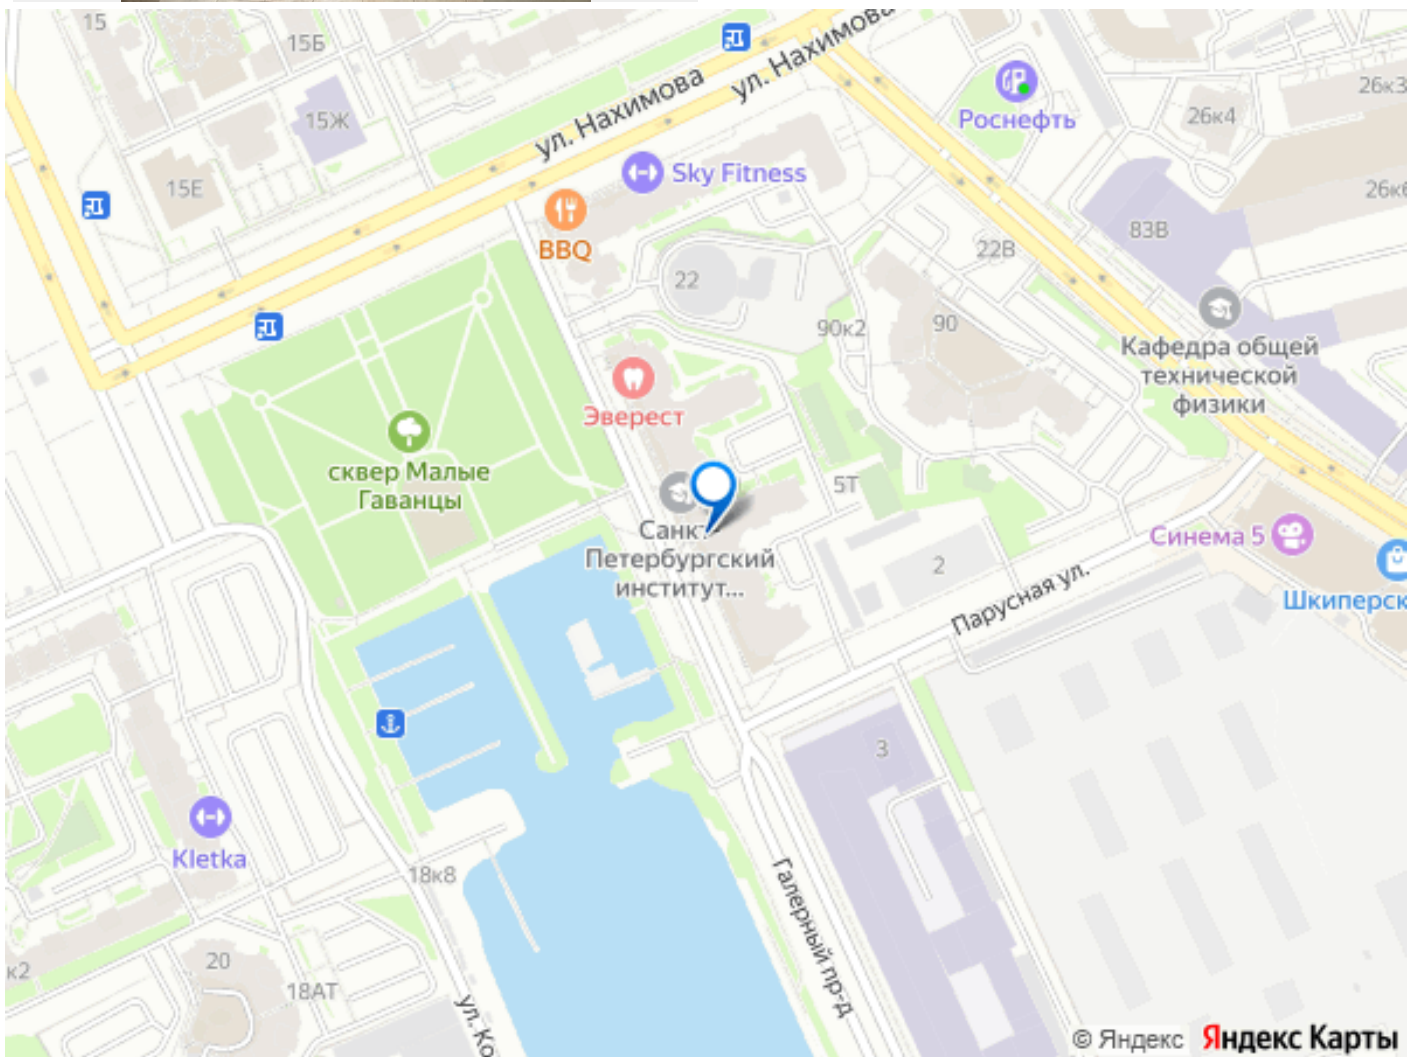 15
15Б
ул. Нахимова
ул. Нахимова
15Ж
15Е
Sky Fitness
BBQ
Роснефть
26к4
26к3
26к6
83В
22В
22
90к2
90
Кафедра общей
технической
физики
Эверест
сквер Малые
Гаванцы
5Т
Санкт-
Петербургский
институт...
2
Синема 5
Парусная ул.
Шкиперск
3
Kletka
18к8
Галерный пр-д
к2
20
18АТ
ул. Ко
© Яндекс Яндекс Карты